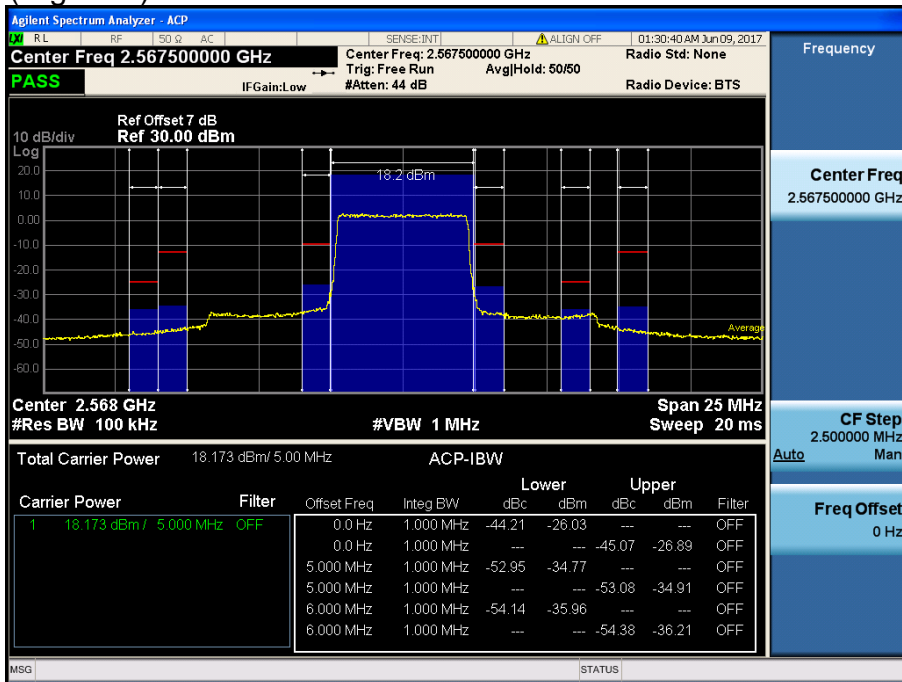 Agilent Spectrum Analyzer - ACP
LXI RL RF 50 Ω AC SENSE:INT ALIGN OFF 01:30:40 AM Jun 09, 2017
Center Freq 2.567500000 GHz
Center Freq: 2.567500000 GHz
Radio Std: None
Trig: Free Run
Avg|Hold: 50/50
PASS
IFGain:Low
#Atten: 44 dB
Radio Device: BTS
Frequency
Ref Offset 7 dB
10 dB/div
Ref 30.00 dBm
Log
20.0
10.0
0.00
-10.0
-20.0
-30.0
-40.0
-50.0
-60.0
18.2 dBm
Average
Center 2.568 GHz
Span 25 MHz
#Res BW 100 kHz
#VBW 1 MHz
Sweep 20 ms
Center Freq
2.567500000 GHz
CF Step
2.500000 MHz
Auto Man
Freq Offset
0 Hz
Total Carrier Power 18.173 dBm/ 5.00 MHz
ACP-IBW
Carrier Power Filter
1 18.173 dBm / 5.000 MHz OFF
Lower Upper
Offset Freq Integ BW dBc dBm dBc dBm Filter
0.0 Hz 1.000 MHz -44.21 -26.03 --- --- OFF
0.0 Hz 1.000 MHz --- --- -45.07 -26.89 OFF
5.000 MHz 1.000 MHz -52.95 -34.77 --- --- OFF
5.000 MHz 1.000 MHz --- --- -53.08 -34.91 OFF
6.000 MHz 1.000 MHz -54.14 -35.96 --- --- OFF
6.000 MHz 1.000 MHz --- --- -54.38 -36.21 OFF
MSG
STATUS